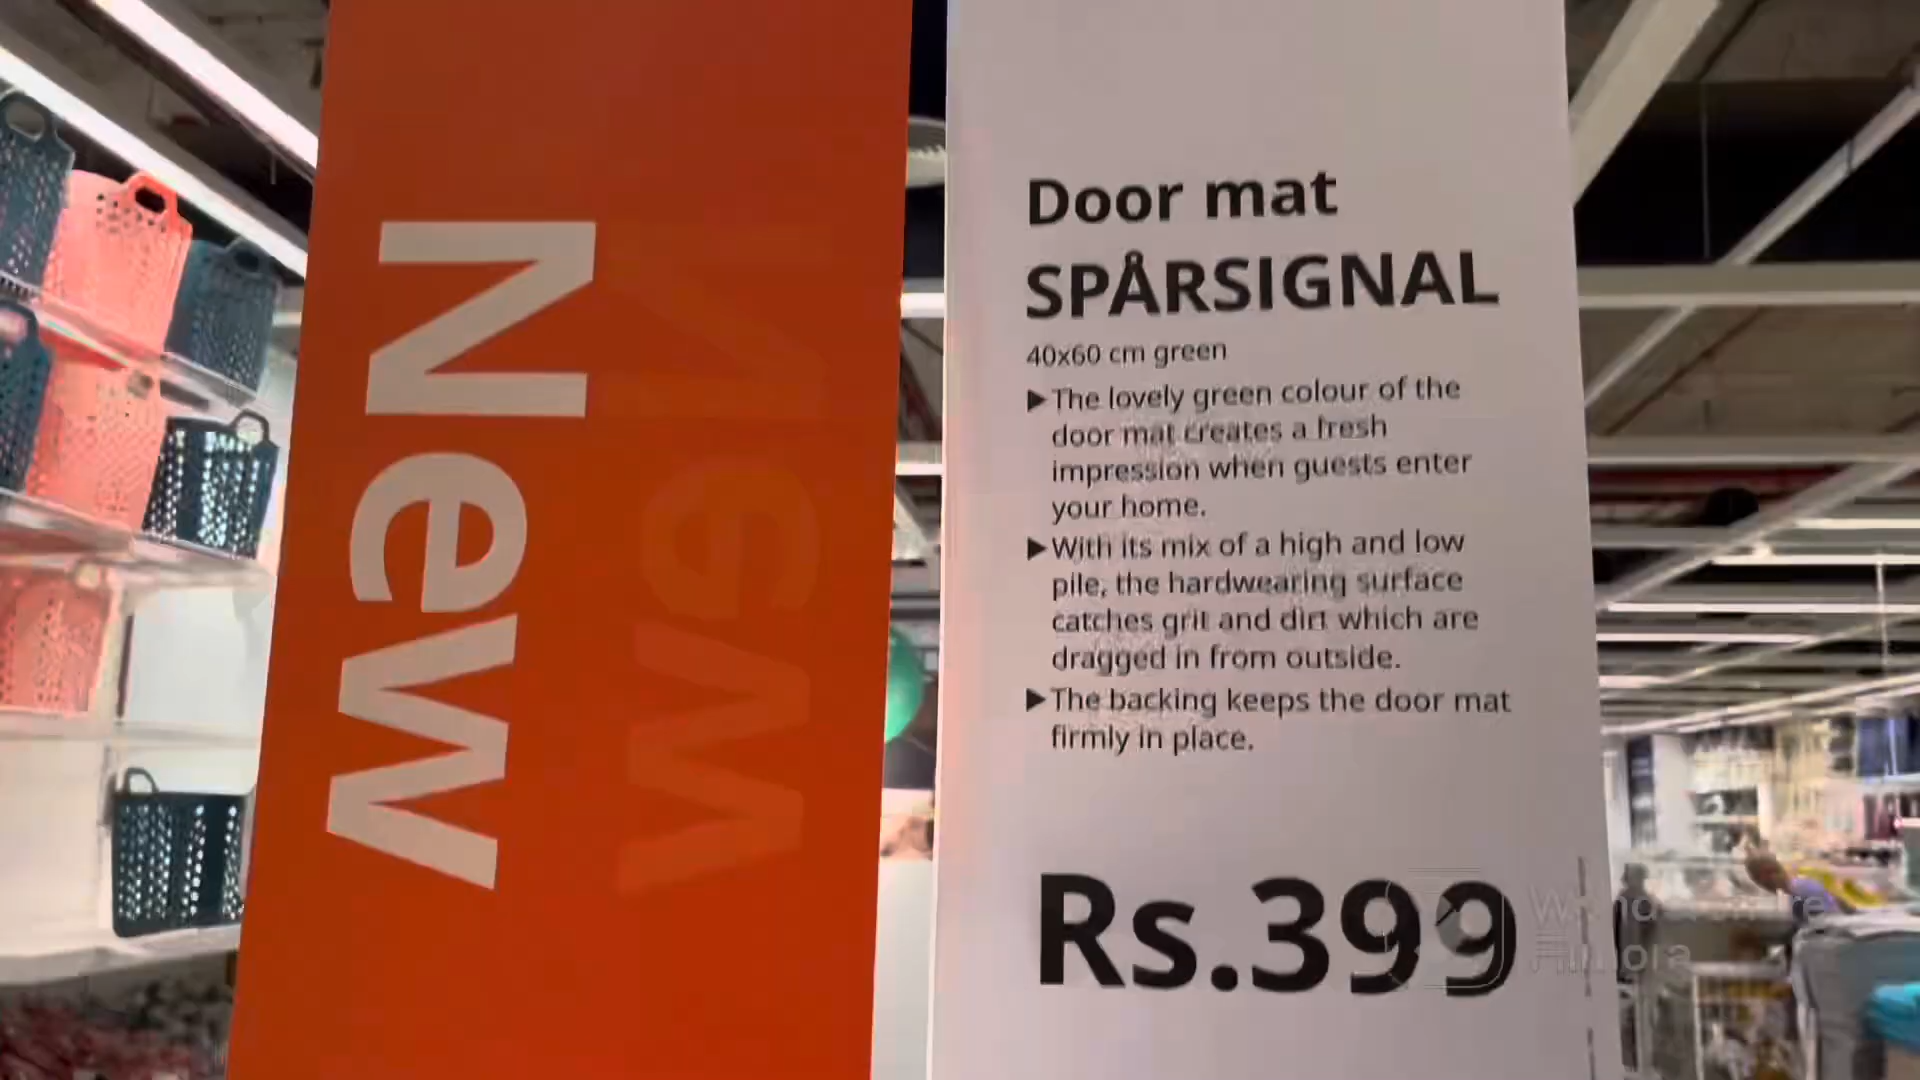 New
Door mat
SPÅRSIGNAL
40x60 cm green
▶The lovely green colour of the
door mat creates a fresh
impression when guests enter
your home.
▶With its mix of a high and low
pile, the hardwearing surface
catches grit and dirt which are
dragged in from outside.
▶The backing keeps the door mat
firmly in place.
Rs.399
Wondershare
Filmora